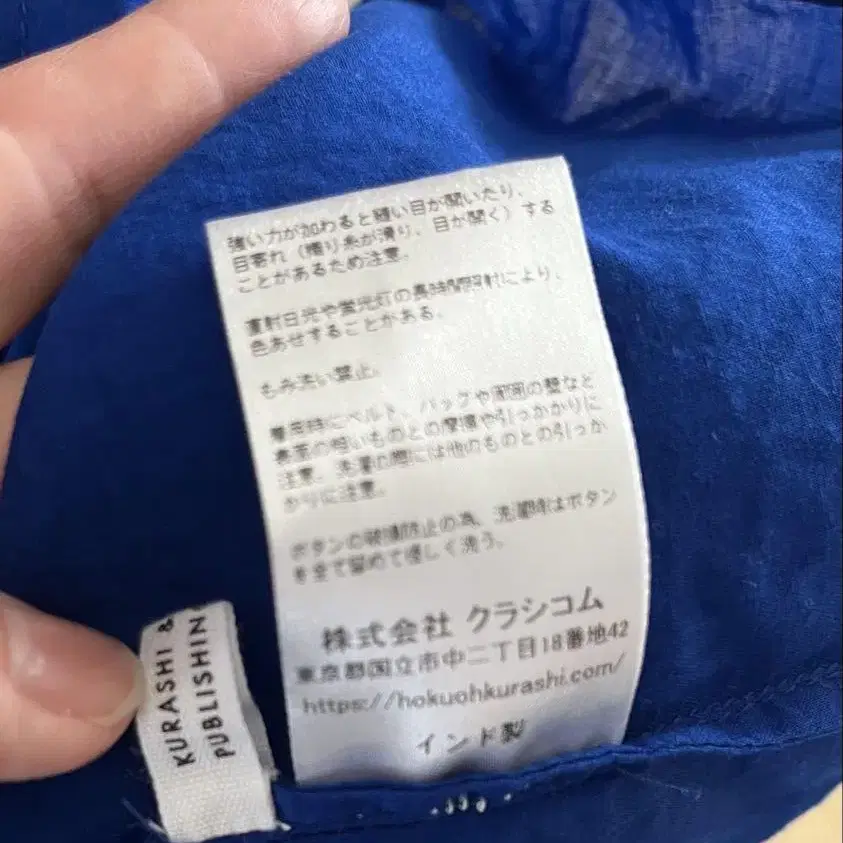 強い力が加わると縫い目が開いたり、
目寄れ（織り糸が滑り、目が開く）する
ことがあるため注意。
直射日光や蛍光灯の長時間照射により、
色あせすることがある。
もみ洗い禁止。
着用時にベルト、バッグや周囲の壁など
表面の粗いものとの摩擦や引っかかりに
注意。洗濯の際には他のものとの引っか
かりに注意。
ボタンの破損防止の為、洗濯時はボタン
を全て留めて優しく洗う。
株式会社 クラシコム
東京都国立市中二丁目18番地42
https://hokuohkurashi.com/
インド製
KURASHI &
PUBLISHIN